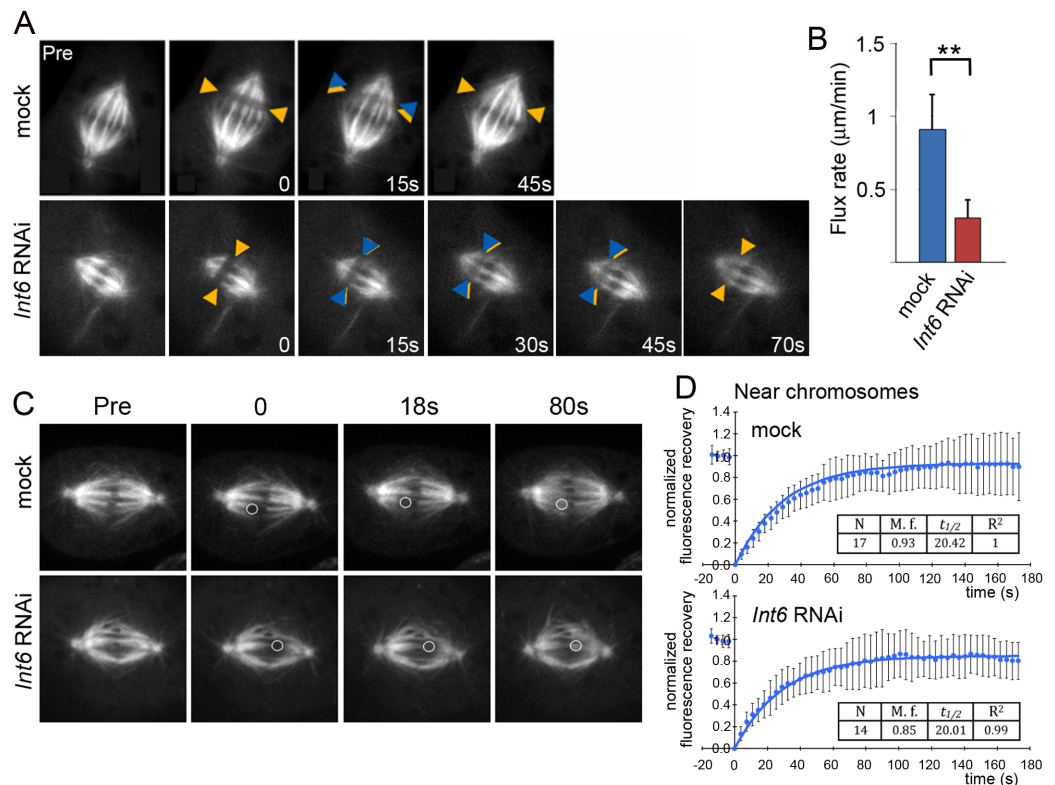 A
Pre
mock
0
15s
45s
Int6 RNAi
0
15s
30s
45s
70s
B
Flux rate (µm/min)
1.5
1
0.5
**
mock
Int6 RNAi
C
Pre 0 18s 80s
mock
Int6 RNAi
D
Near chromosomes
mock
normalized
fluorescence recovery
1.4
1.2
1.0
0.8
0.6
0.4
0.2
0.0
N M. f. t1/2 R2
17 0.93 20.42 1
-20 0 20 40 60 80 100 120 140 160 180
time (s)
Int6 RNAi
normalized
fluorescence recovery
1.4
1.2
1.0
0.8
0.6
0.4
0.2
0.0
N M. f. t1/2 R2
14 0.85 20.01 0.99
-20 0 20 40 60 80 100 120 140 160 180
time (s)